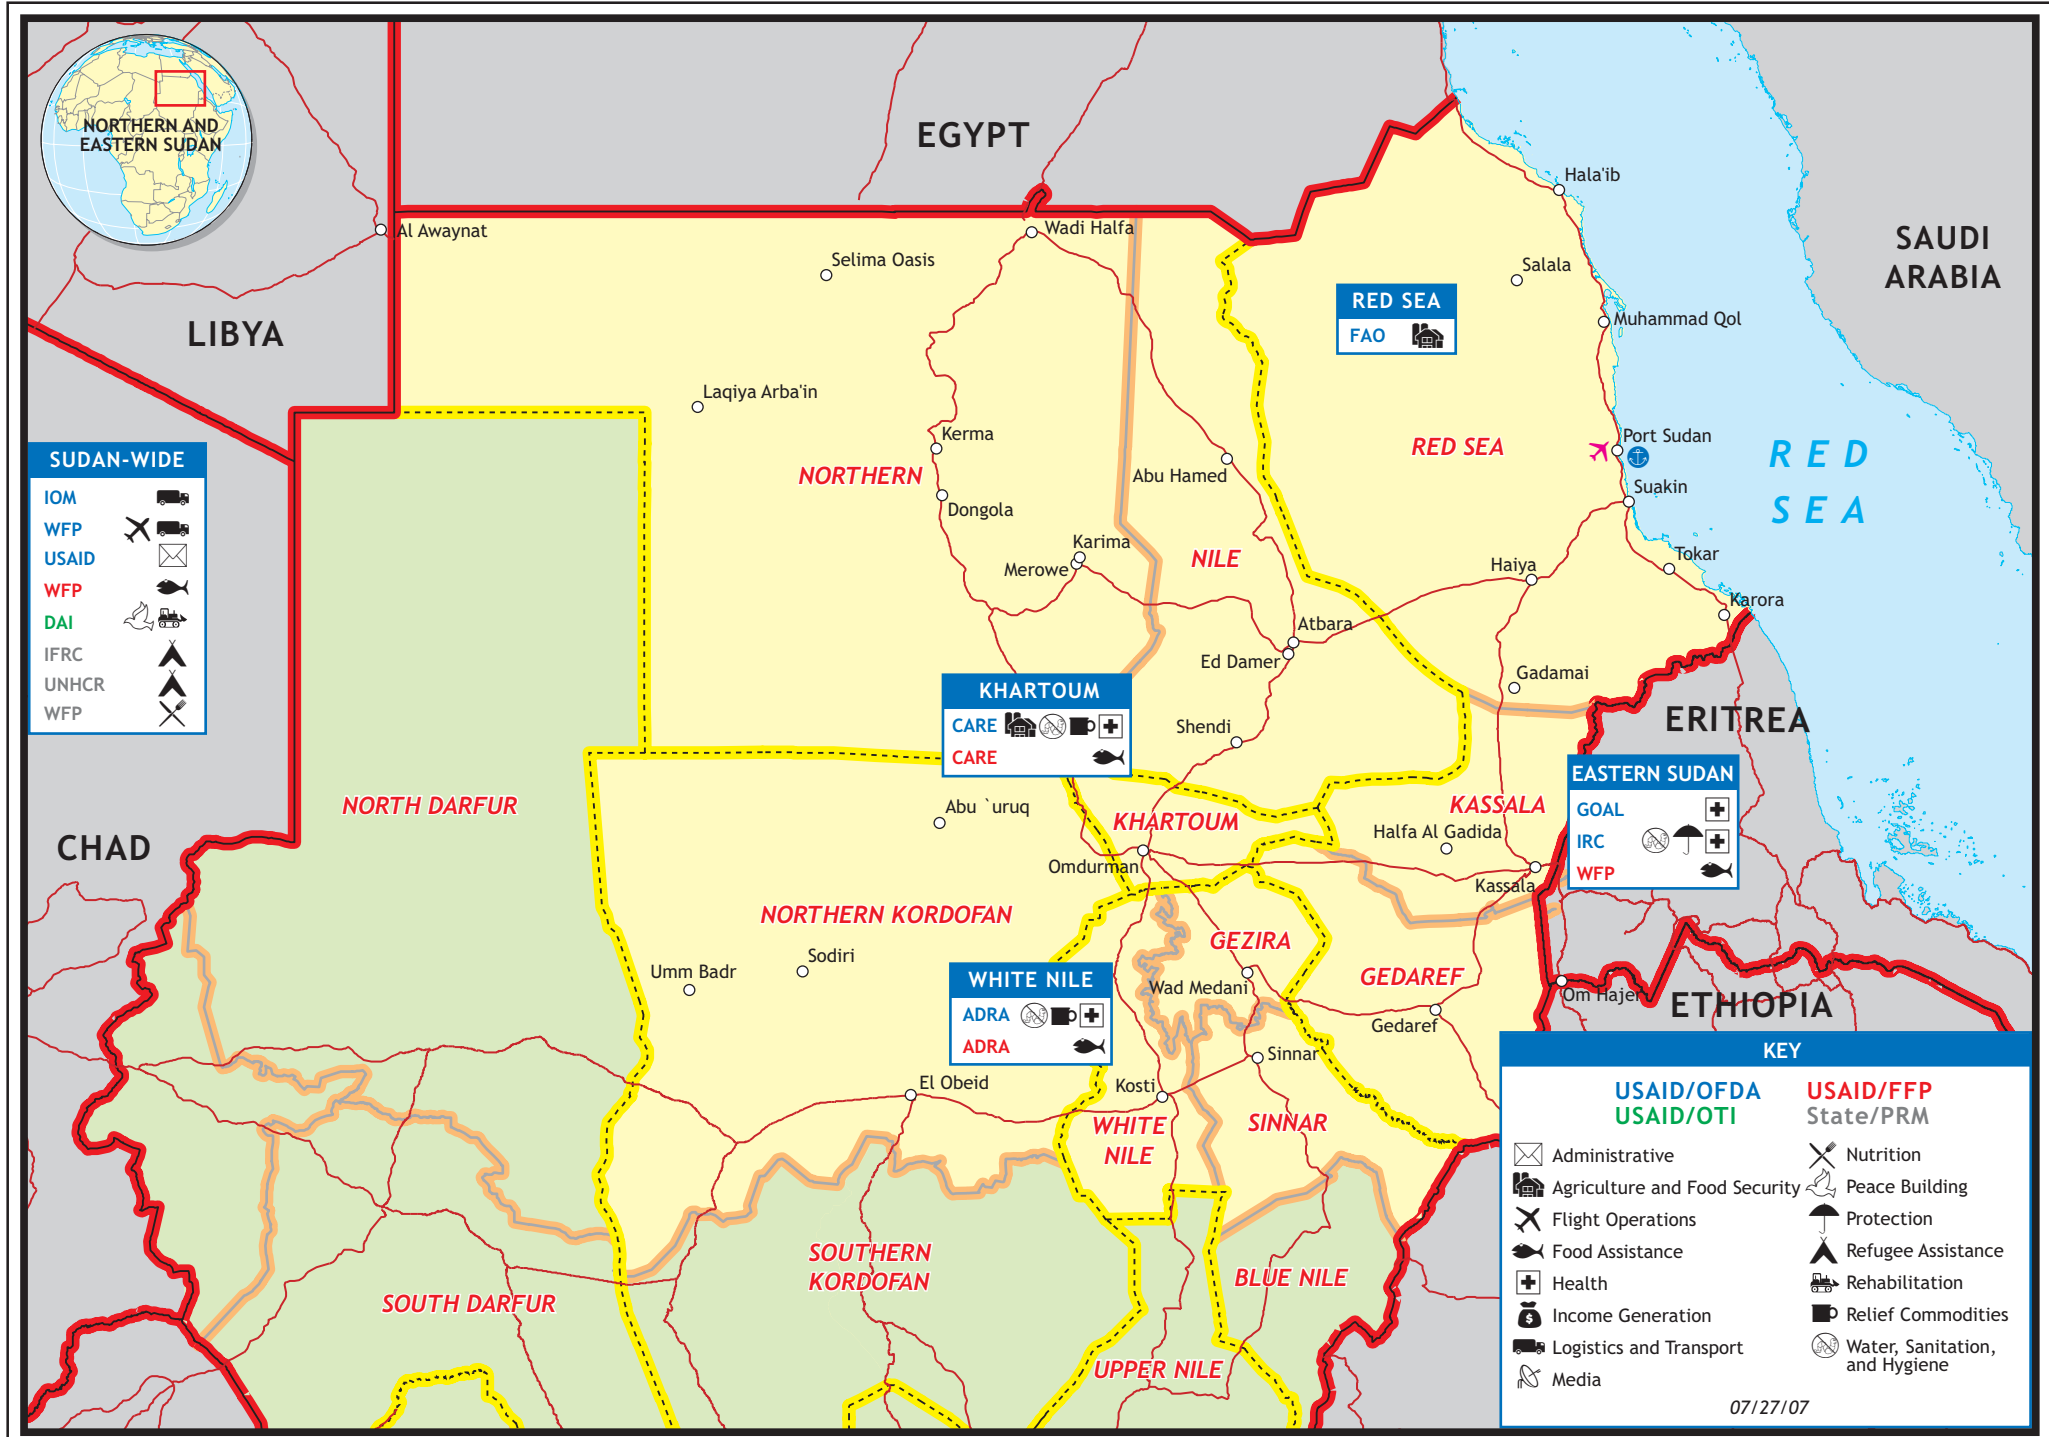 NORTHERN AND
EASTERN SUDAN
EGYPT
Hala'ib
SAUDI
ARABIA
Al Awaynat
Wadi Halfa
Selima Oasis
Salala
RED SEA
FAO
Muhammad Qol
LIBYA
Laqiya Arba'in
Kerma
NORTHERN
Dongola
Abu Hamed
RED SEA
Port Sudan
RED
SEA
Suakin
SUDAN-WIDE
IOM
WFP
USAID
WFP
DAI
IFRC
UNHCR
WFP
Karima
Merowe
NILE
Haiya
Tokar
Karora
Atbara
Ed Damer
Gadamai
KHARTOUM
CARE
CARE
Shendi
ERITREA
EASTERN SUDAN
GOAL
IRC
WFP
NORTH DARFUR
CHAD
Abu `uruq
KHARTOUM
Omdurman
KASSALA
Halfa Al Gadida
Kassala
NORTHERN KORDOFAN
Umm Badr
Sodiri
GEZIRA
Wad Medani
GEDAREF
Gedaref
Om Hajer
ETHIOPIA
WHITE NILE
ADRA
ADRA
Sinnar
El Obeid
Kosti
WHITE
NILE
SINNAR
SOUTHERN
KORDOFAN
SOUTH DARFUR
BLUE NILE
UPPER NILE
KEY
USAID/OFDA
USAID/FFP
USAID/OTI
State/PRM
Administrative
Agriculture and Food Security
Flight Operations
Food Assistance
Health
Income Generation
Logistics and Transport
Media
Nutrition
Peace Building
Protection
Refugee Assistance
Rehabilitation
Relief Commodities
Water, Sanitation,
and Hygiene
07/27/07